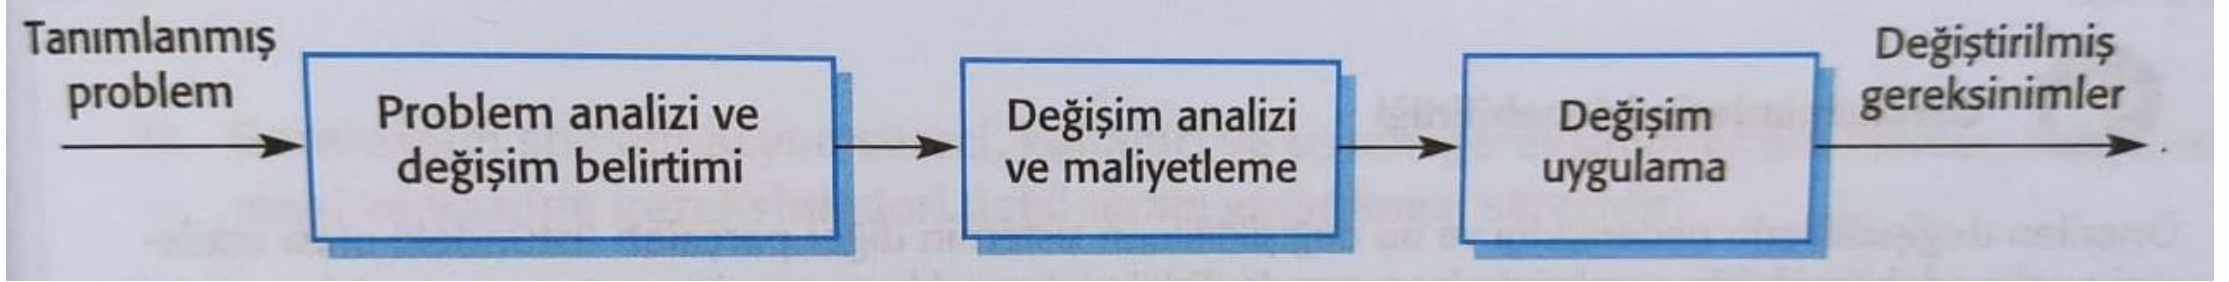 Tanımlanmış
problem
Problem analizi ve
değişim belirtimi
Değişim analizi
ve maliyetleme
Değişim
uygulama
Değiştirilmiş
gereksinimler